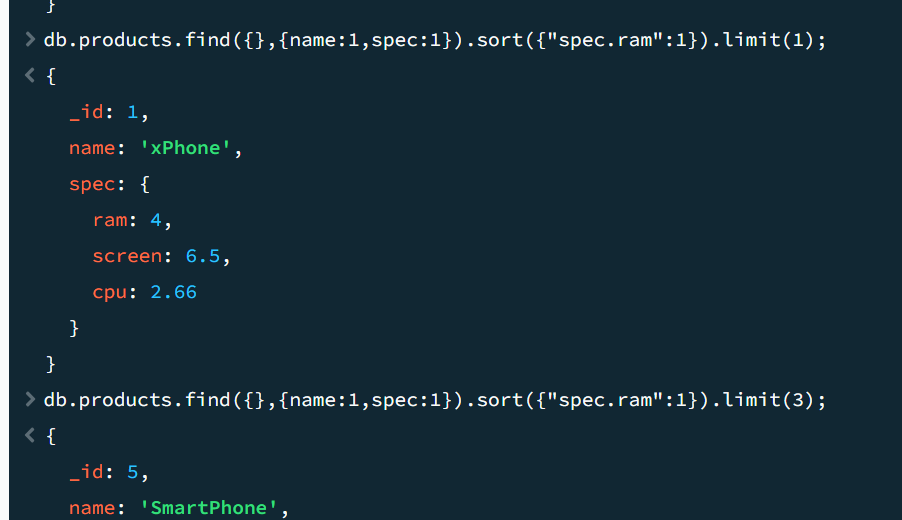 }
> db.products.find({},{name:1,spec:1}).sort({"spec.ram":1}).limit(1);
< {
_id: 1,
name: 'xPhone',
spec: {
ram: 4,
screen: 6.5,
cpu: 2.66
}
}
> db.products.find({},{name:1,spec:1}).sort({"spec.ram":1}).limit(3);
< {
_id: 5,
name: 'SmartPhone',